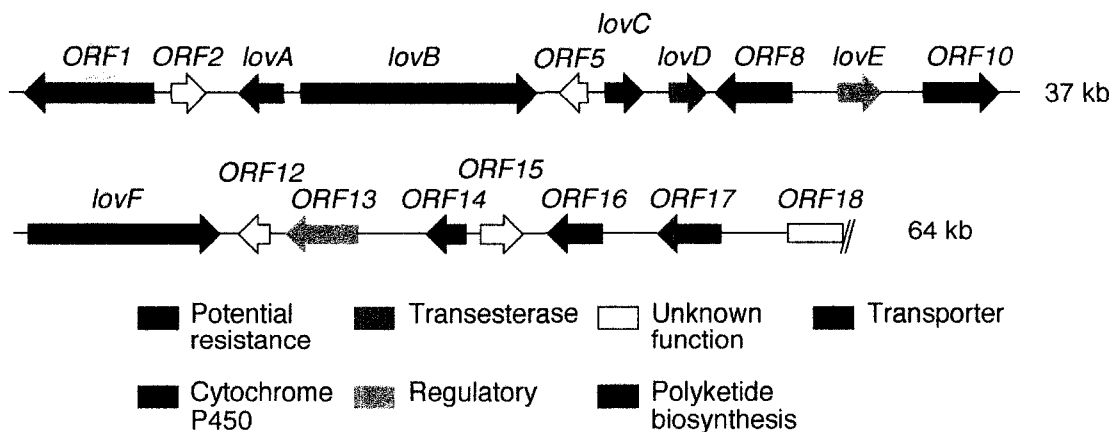 lovC
ORF1 ORF2 lovA lovB ORF5 lovD ORF8 lovE ORF10
37 kb
ORF12 ORF15
lovF ORF13 ORF14 ORF16 ORF17 ORF18
64 kb
Potential resistance
Transesterase
Unknown function
Transporter
Cytochrome P450
Regulatory
Polyketide biosynthesis